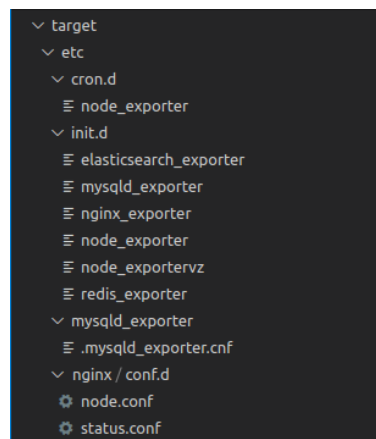 target
etc
cron.d
node_exporter
init.d
elasticsearch_exporter
mysqld_exporter
nginx_exporter
node_exporter
node_exportervz
redis_exporter
mysqld_exporter
.mysqld_exporter.cnf
nginx / conf.d
node.conf
status.conf